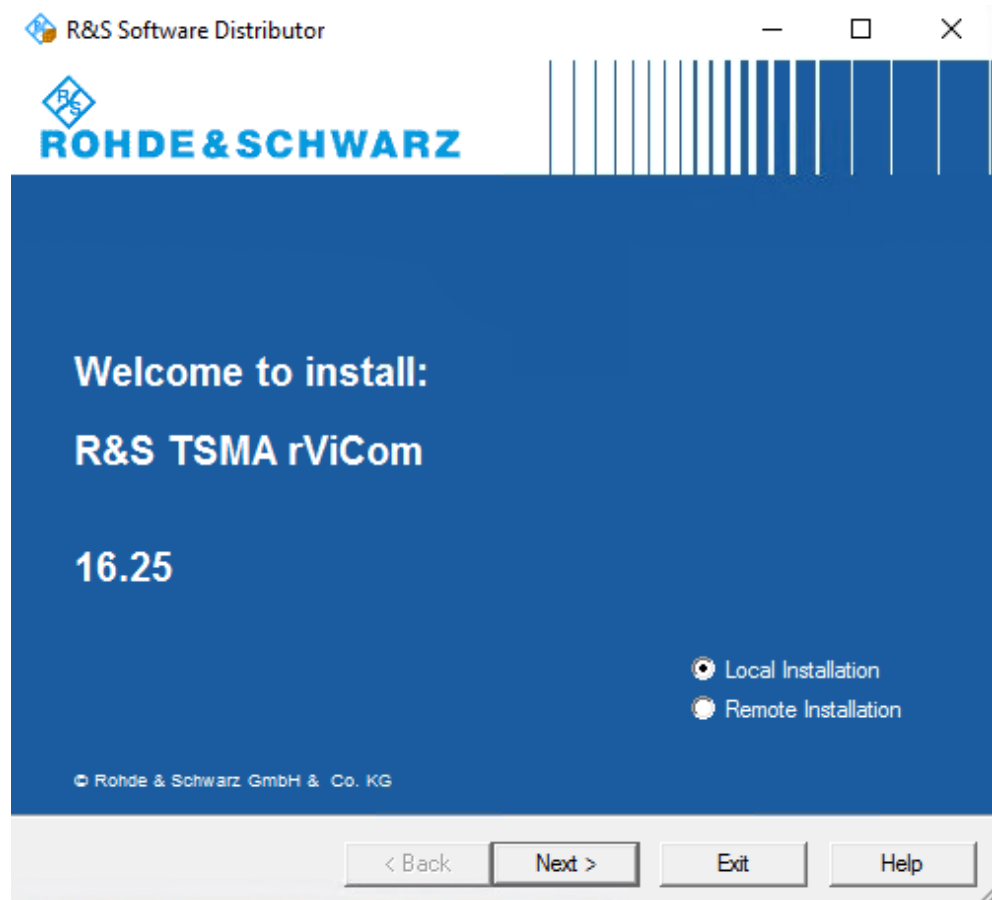 R&S Software Distributor
R&S
ROHDE&SCHWARZ
Welcome to install:
R&S TSMA rViCom
16.25
Local Installation
Remote Installation
© Rohde & Schwarz GmbH & Co. KG
< Back
Next >
Exit
Help